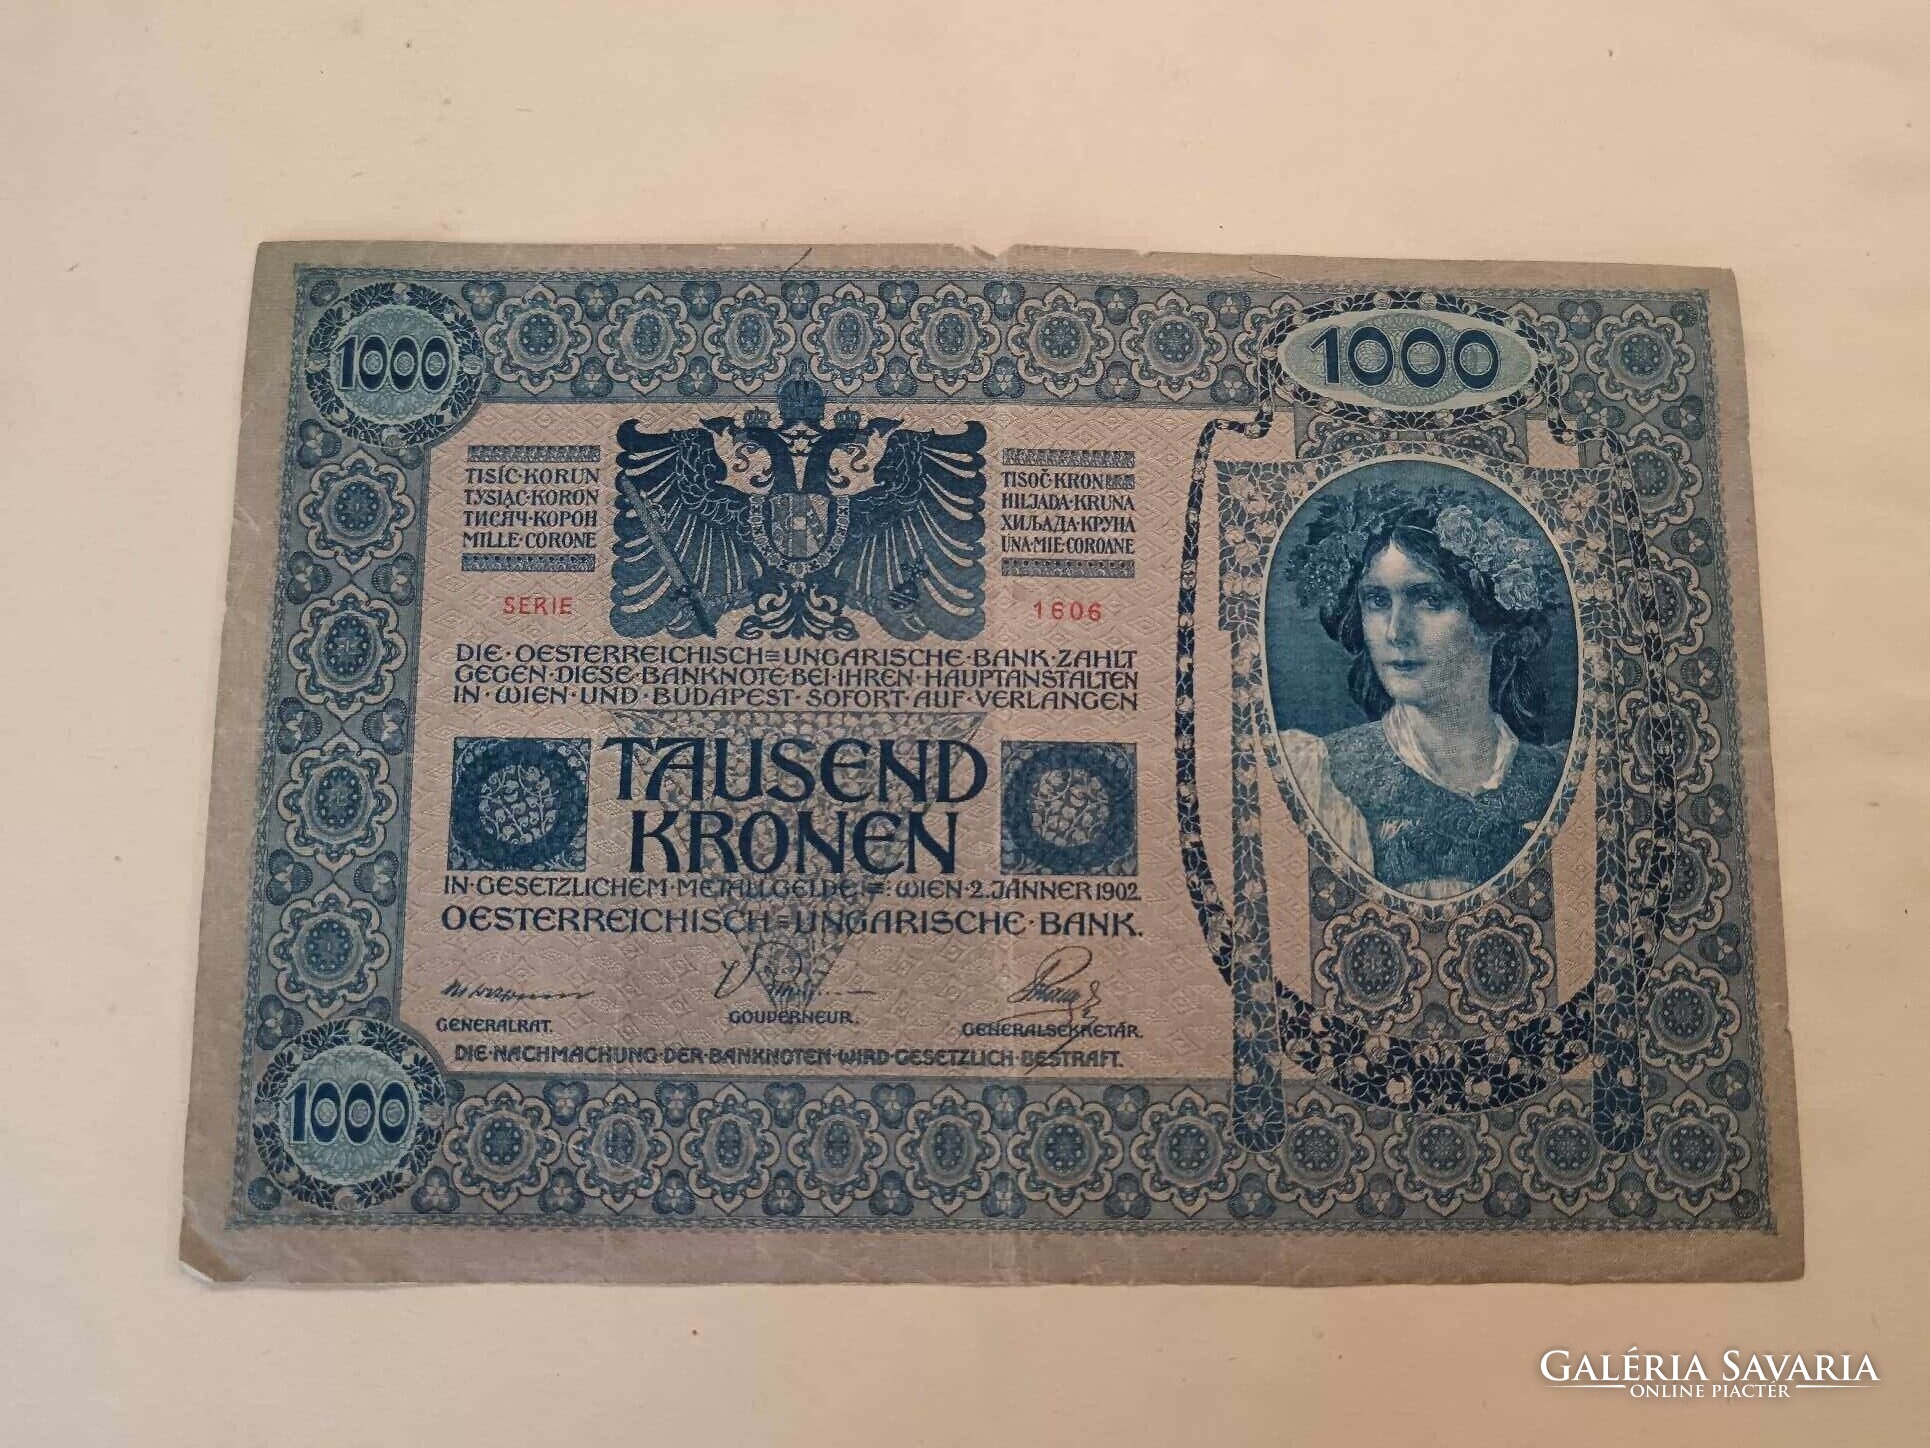 1000
1000
TISÍC·KORUN
TYSIĄC·KORON
ТИСЯЧ·КОРОН
MILLE·CORONE
TISOČ·KRON
HILJADA·KRUNA
ХИЉАДА·КРУНА
UNA·MIE·COROANE
SERIE
1606
DIE·OESTERREICHISCH=UNGARISCHE·BANK·ZAHLT
GEGEN·DIESE·BANKNOTE·BEI·IHREN·HAUPTANSTALTEN
IN·WIEN·UND·BUDAPEST·SOFORT·AUF·VERLANGEN
TAUSEND
KRONEN
IN·GESETZLICHEM·METALLGELDE·=·WIEN·2.JÄNNER 1902.
OESTERREICHISCH=UNGARISCHE·BANK.
GENERALRAT.
GOUVERNEUR.
GENERALSEKRETÄR.
DIE·NACHMACHUNG·DER·BANKNOTEN·WIRD·GESETZLICH·BESTRAFT.
1000
GALÉRIA SAVARIA
ONLINE PIACTÉR